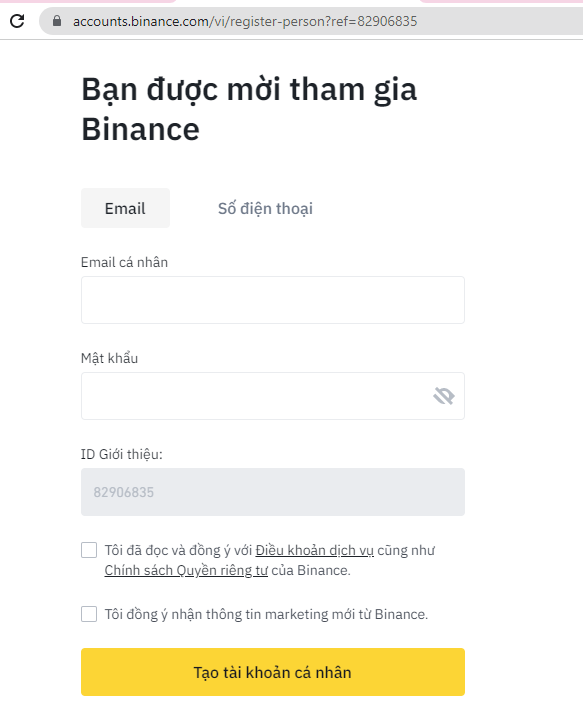 accounts.binance.com/vi/register-person?ref=82906835
Bạn được mời tham gia
Binance
Email
Số điện thoại
Email cá nhân
Mật khẩu
ID Giới thiệu:
82906835
Tôi đã đọc và đồng ý với Điều khoản dịch vụ cũng như
Chính sách Quyền riêng tư của Binance.
Tôi đồng ý nhận thông tin marketing mới từ Binance.
Tạo tài khoản cá nhân